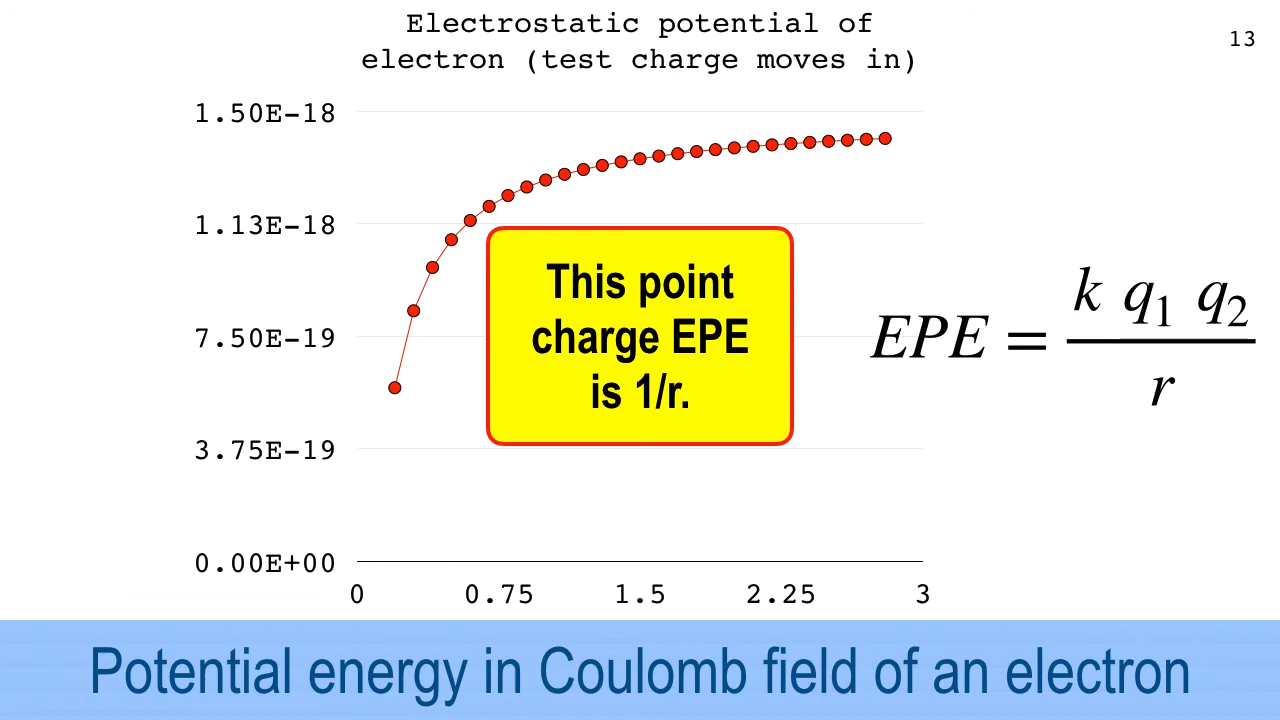 Electrostatic potential of
electron (test charge moves in)
13
1.50E-18
1.13E-18
7.50E-19
3.75E-19
0.00E+00
0 0.75 1.5 2.25 3
This point
charge EPE
is 1/r.
EPE = k q₁ q₂ / r
Potential energy in Coulomb field of an electron